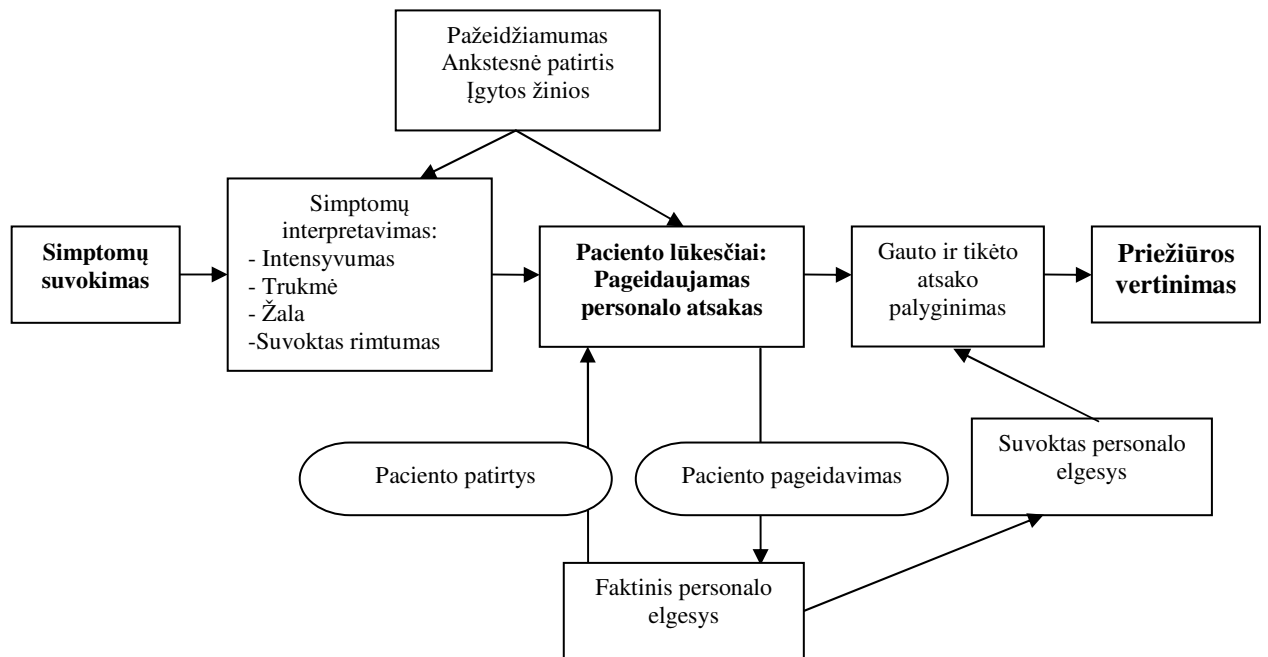 Pažeidžiamumas
Ankstesnė patirtis
Įgytos žinios
Simptomų
suvokimas
Simptomų
interpretavimas:
- Intensyvumas
- Trukmė
- Žala
-Suvoktas rimtumas
Paciento lūkesčiai:
Pageidaujamas
personalo atsakas
Gauto ir tikėto
atsako
palyginimas
Priežiūros
vertinimas
Paciento patirtys
Paciento pageidavimas
Suvoktas personalo
elgesys
Faktinis personalo
elgesys